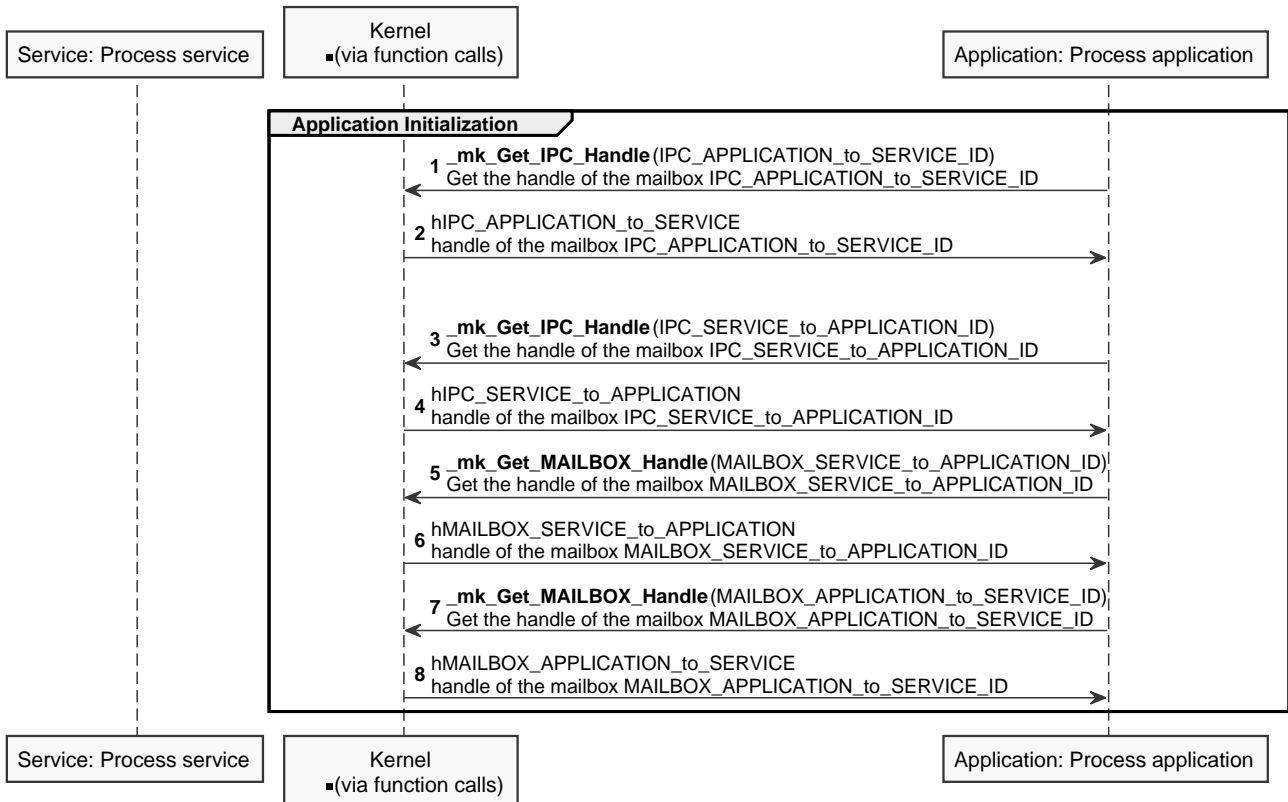 Service: Process service
Kernel
▪(via function calls)
Application: Process application
Application Initialization
1 _mk_Get_IPC_Handle(IPC_APPLICATION_to_SERVICE_ID)
Get the handle of the mailbox IPC_APPLICATION_to_SERVICE_ID
2 hIPC_APPLICATION_to_SERVICE
handle of the mailbox IPC_APPLICATION_to_SERVICE_ID
3 _mk_Get_IPC_Handle(IPC_SERVICE_to_APPLICATION_ID)
Get the handle of the mailbox IPC_SERVICE_to_APPLICATION_ID
4 hIPC_SERVICE_to_APPLICATION
handle of the mailbox IPC_SERVICE_to_APPLICATION_ID
5 _mk_Get_MAILBOX_Handle(MAILBOX_SERVICE_to_APPLICATION_ID)
Get the handle of the mailbox MAILBOX_SERVICE_to_APPLICATION_ID
6 hMAILBOX_SERVICE_to_APPLICATION
handle of the mailbox MAILBOX_SERVICE_to_APPLICATION_ID
7 _mk_Get_MAILBOX_Handle(MAILBOX_APPLICATION_to_SERVICE_ID)
Get the handle of the mailbox MAILBOX_APPLICATION_to_SERVICE_ID
8 hMAILBOX_APPLICATION_to_SERVICE
handle of the mailbox MAILBOX_APPLICATION_to_SERVICE_ID
Service: Process service
Kernel
▪(via function calls)
Application: Process application